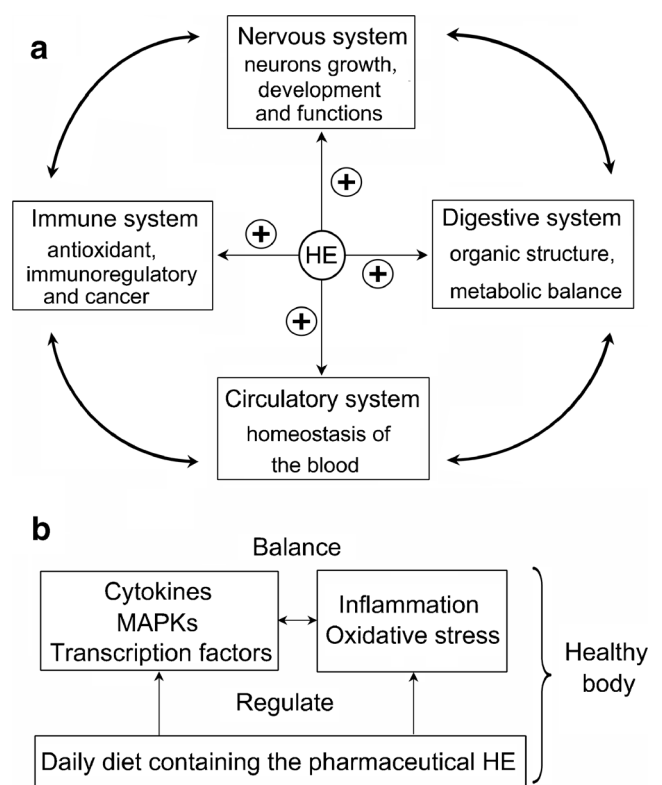 a
Nervous system
neurons growth,
development
and functions
+
Immune system
antioxidant,
immunoregulatory
and cancer
+
HE
+
Digestive system
organic structure,
metabolic balance
+
Circulatory system
homeostasis of
the blood
b
Balance
Cytokines
MAPKs
Transcription factors
Inflammation
Oxidative stress
Healthy
body
Regulate
Daily diet containing the pharmaceutical HE